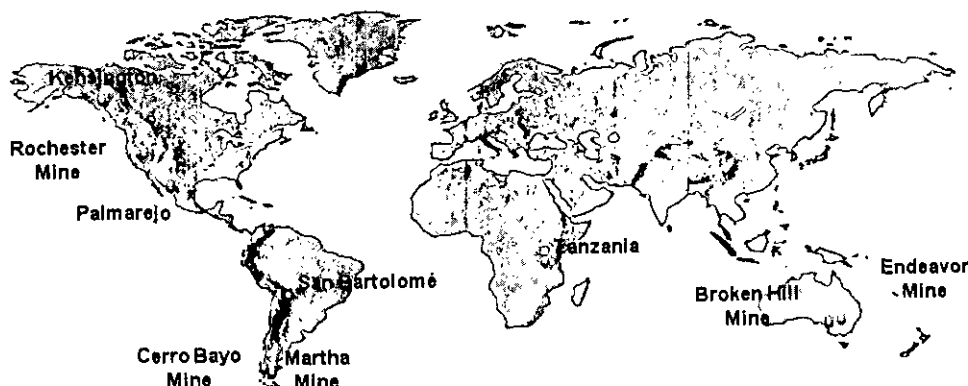 Kensington
Rochester
Mine
Palmarejo
Tanzania
San Bartolomé
Endeavor
Mine
Broken Hill
Mine
Cerro Bayo
Mine
Martha
Mine